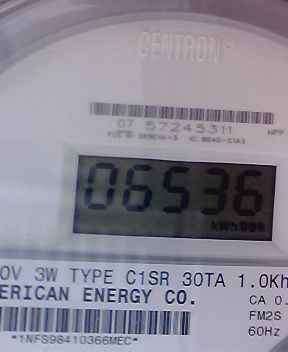 CENTRON®
07 57245311 HPP
06536
kWh
0V 3W TYPE C1SR 30TA 1.0Kh
ERICAN ENERGY CO.
CA 0.
FM2S
60Hz
*1NFS98410366MEC*